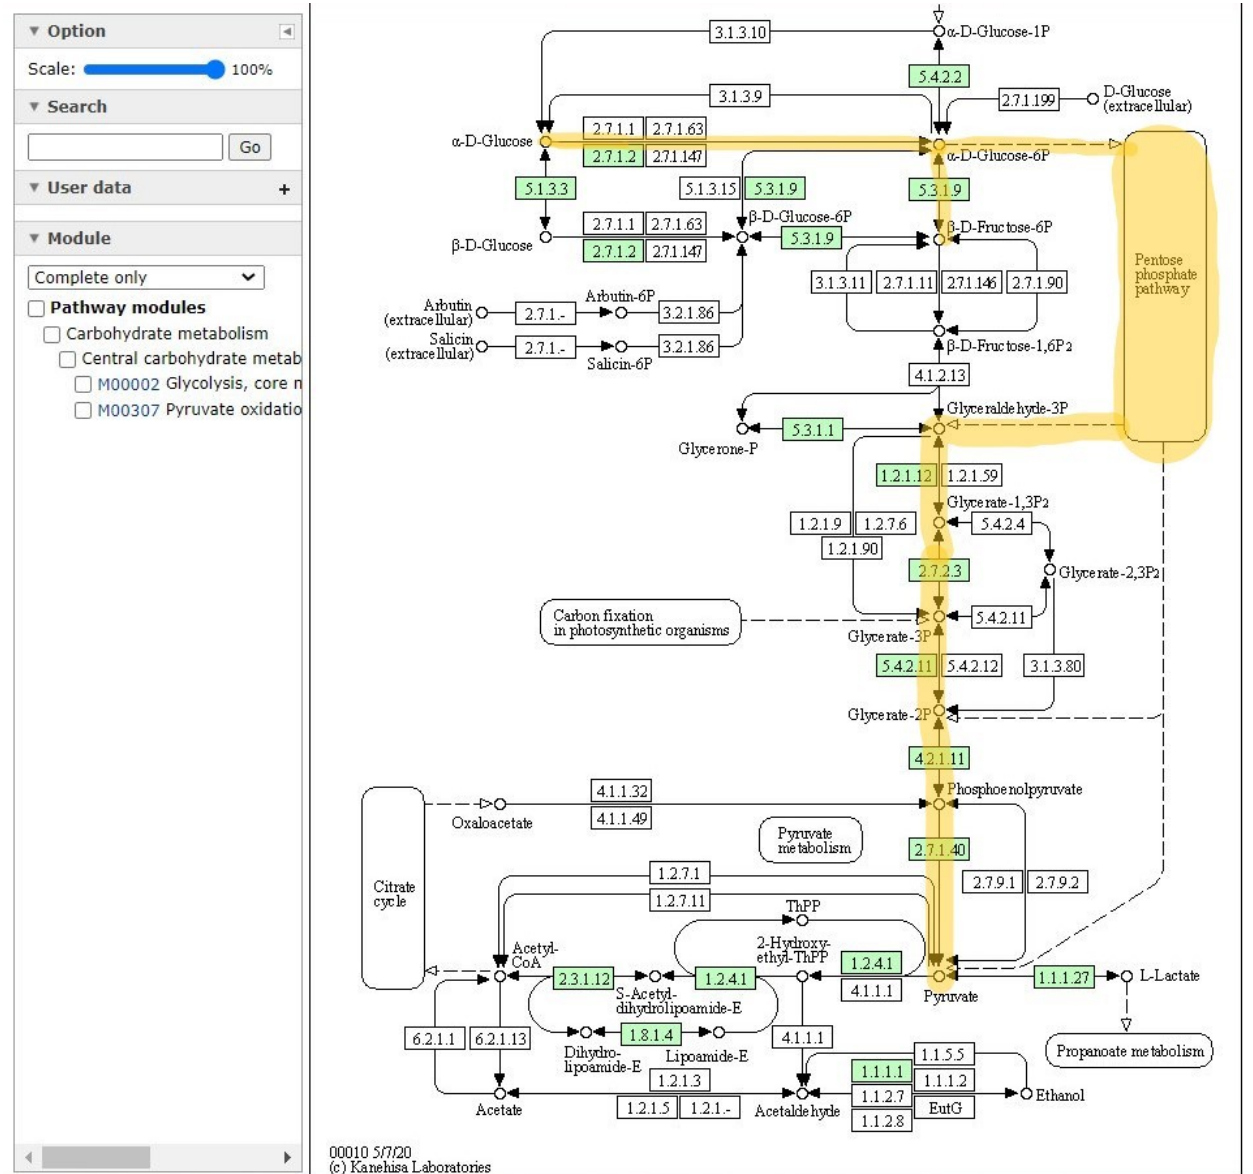 Option
Scale: 100%
Search
Go
User data +
Module
Complete only
Pathway modules
Carbohydrate metabolism
Central carbohydrate metab
M00002 Glycolysis, core n
M00307 Pyruvate oxidatio
3.1.3.10
α-D-Glucose-1P
5.4.2.2
3.1.3.9
2.7.1.199
D-Glucose
(extracellular)
2.7.1.1 2.7.1.63
α-D-Glucose
2.7.1.2 2.7.1.147
α-D-Glucose-6P
5.1.3.3
5.1.3.15 5.3.1.9
5.3.1.9
β-D-Glucose-6P
2.7.1.1 2.7.1.63
β-D-Fructose-6P
β-D-Glucose
2.7.1.2 2.7.1.147
5.3.1.9
Pentose
phosphate
pathway
3.1.3.11 2.7.1.11 2.7.1.146 2.7.1.90
Arbutin
(extracellular)
2.7.1.-
Arbutin-6P
3.2.1.86
Salicin
(extracellular)
2.7.1.-
Salicin-6P
3.2.1.86
β-D-Fructose-1,6P2
4.1.2.13
Glyceraldehyde-3P
Glycerone-P
5.3.1.1
1.2.1.12 1.2.1.59
Glycerate-1,3P2
1.2.1.9 1.2.7.6
1.2.1.90
5.4.2.4
2.7.2.3
Glycerate-2,3P2
Carbon fixation
in photosynthetic organisms
Glycerate-3P
5.4.2.11
5.4.2.11 5.4.2.12
3.1.3.80
Glycerate-2P
4.2.1.11
4.1.1.32
4.1.1.49
Oxaloacetate
Phosphoenolpyruvate
Pyruvate
metabolism
2.7.1.40
Citrate
cycle
1.2.7.1
1.2.7.11
2.7.9.1 2.7.9.2
ThPP
Acetyl-
CoA
2-Hydroxy-
ethyl-ThPP
2.3.1.12
1.2.4.1
1.2.4.1
4.1.1.1
Pyruvate
1.1.1.27
L-Lactate
S-Acetyl-
dihydrolipoamide-E
6.2.1.1 6.2.1.13
1.8.1.4
Dihydro-
lipoamide-E
Lipoamide-E
4.1.1.1
Propanoate metabolism
1.2.1.3
1.2.1.5 1.2.1.-
Acetate
Acetaldehyde
1.1.5.5
1.1.1.1 1.1.1.2
1.1.2.7 EutG
1.1.2.8
Ethanol
00010 5/7/20
(c) Kanehisa Laboratories